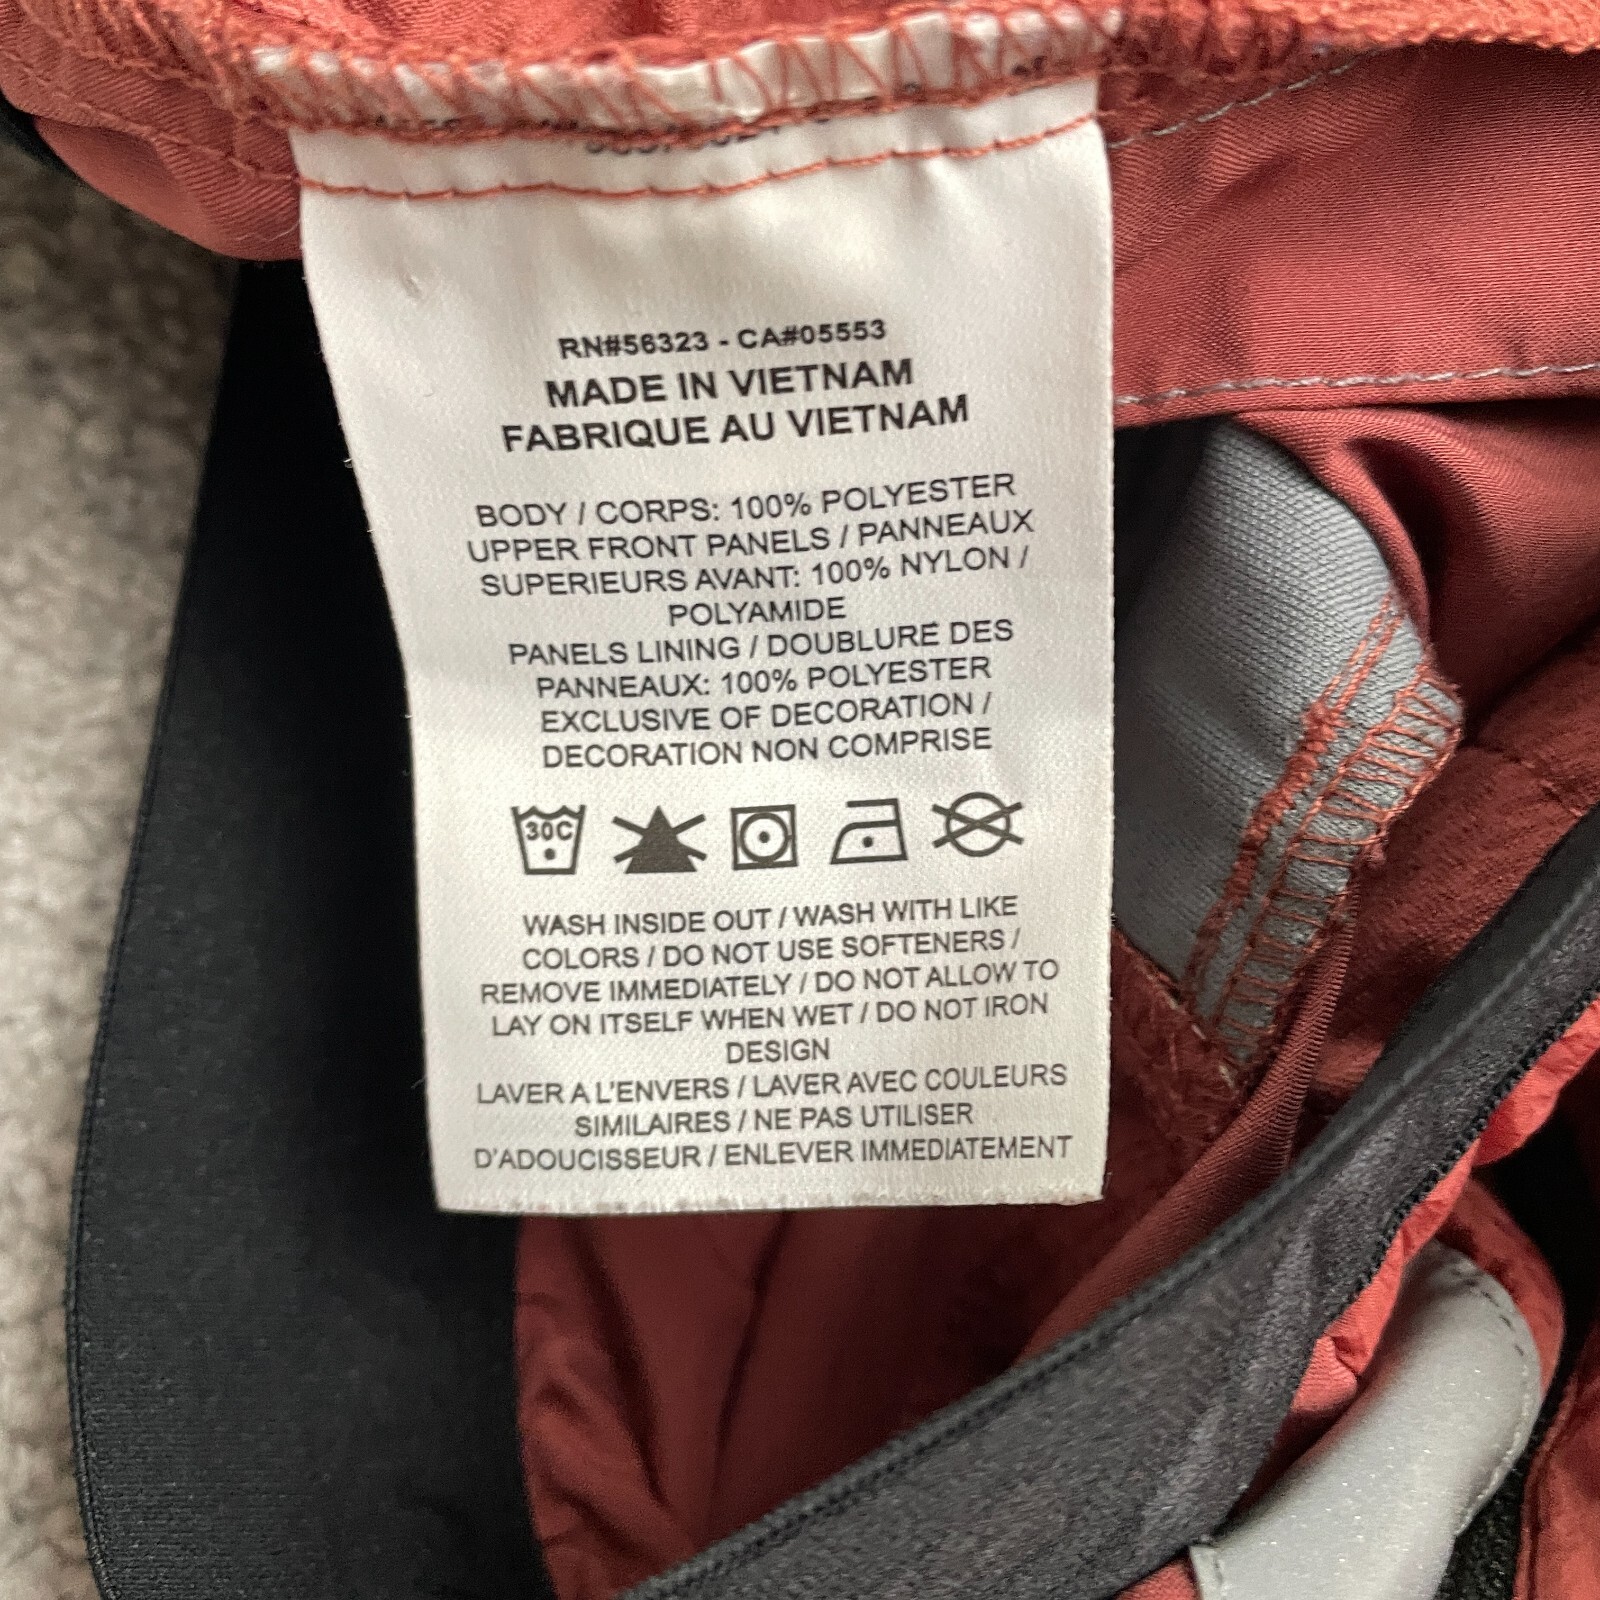 RN#56323 - CA#05553
MADE IN VIETNAM
FABRIQUE AU VIETNAM
BODY / CORPS: 100% POLYESTER
UPPER FRONT PANELS / PANNEAUX
SUPERIEURS AVANT: 100% NYLON /
POLYAMIDE
PANELS LINING / DOUBLURE DES
PANNEAUX: 100% POLYESTER
EXCLUSIVE OF DECORATION /
DECORATION NON COMPRISE
30C
WASH INSIDE OUT / WASH WITH LIKE
COLORS / DO NOT USE SOFTENERS /
REMOVE IMMEDIATELY / DO NOT ALLOW TO
LAY ON ITSELF WHEN WET / DO NOT IRON
DESIGN
LAVER A L'ENVERS / LAVER AVEC COULEURS
SIMILAIRES / NE PAS UTILISER
D'ADOUCISSEUR / ENLEVER IMMEDIATEMENT